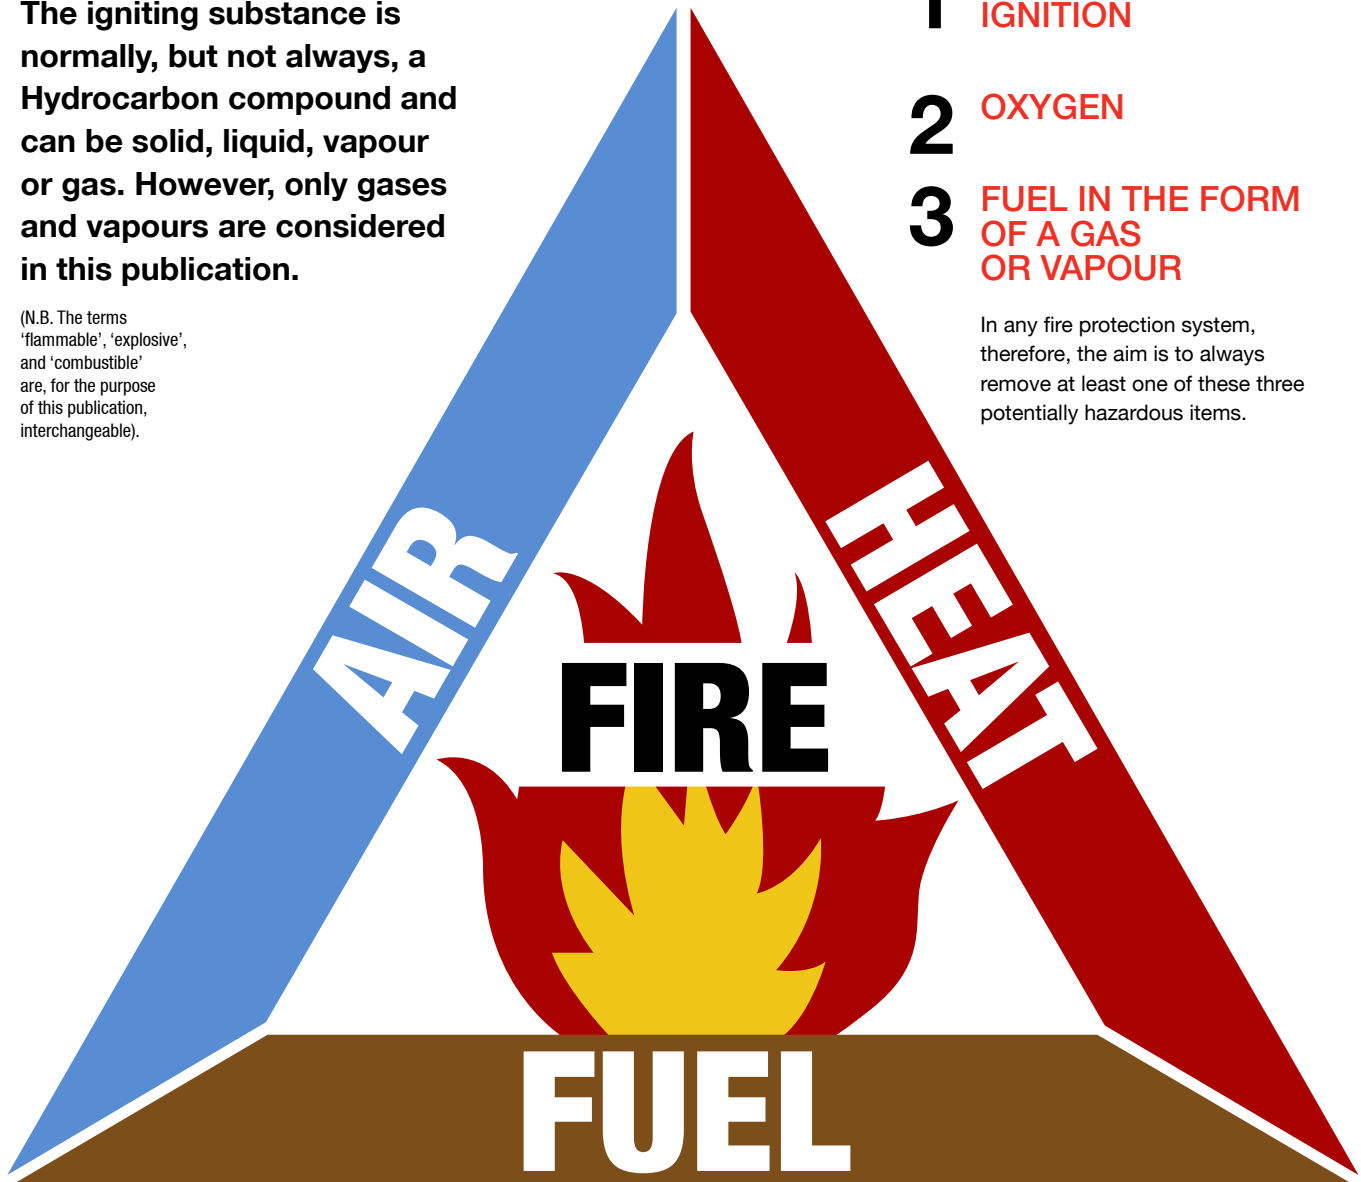 The igniting substance is
normally, but not always, a
Hydrocarbon compound and
can be solid, liquid, vapour
or gas. However, only gases
and vapours are considered
in this publication.
(N.B. The terms
‘flammable’, ‘explosive’,
and ‘combustible’
are, for the purpose
of this publication,
interchangeable).
1 IGNITION
2 OXYGEN
3 FUEL IN THE FORM
OF A GAS
OR VAPOUR
In any fire protection system,
therefore, the aim is to always
remove at least one of these three
potentially hazardous items.
AIR
HEAT
FIRE
FUEL